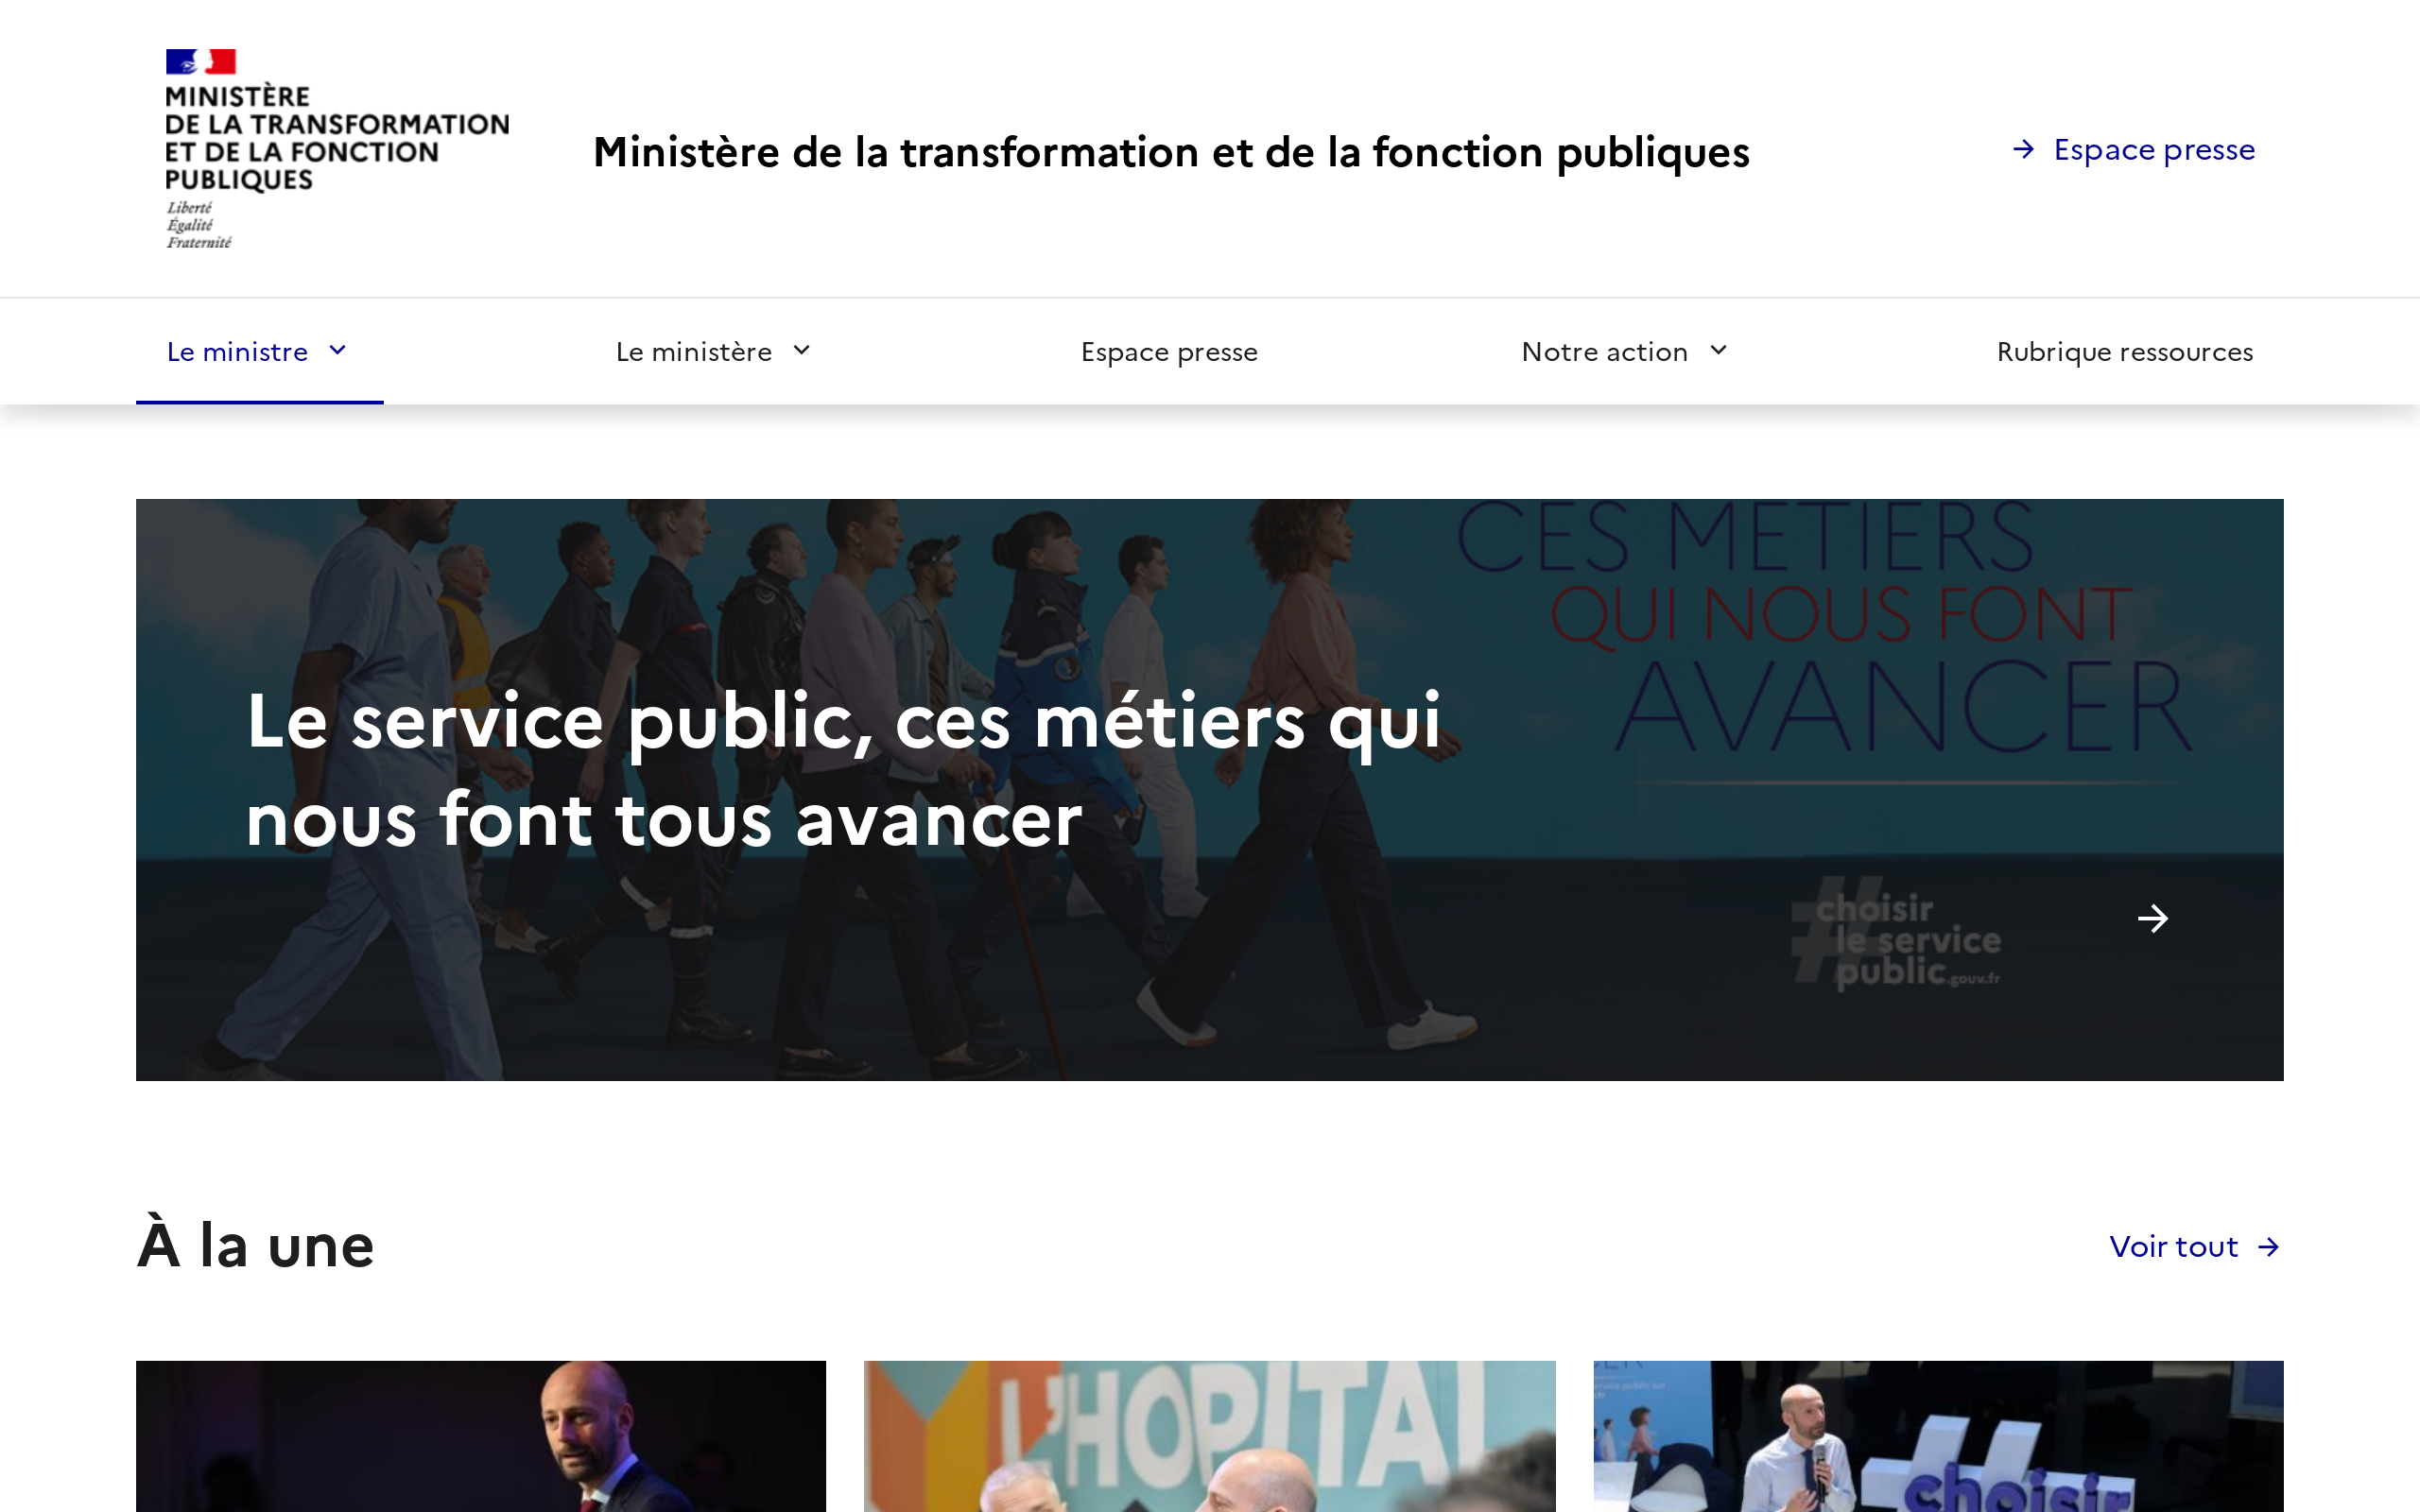 MINISTÈRE
DE LA TRANSFORMATION
ET DE LA FONCTION
PUBLIQUES
Liberté
Égalité
Fraternité
Ministère de la transformation et de la fonction publiques
Espace presse
Le ministre
Le ministère
Espace presse
Notre action
Rubrique ressources
CES METIERS
QUI NOUS FONT
AVANCER
Le service public, ces métiers qui
nous font tous avancer
#choisir
le service
public.gouv.fr
À la une
Voir tout
L'HOPITAL
#choisir